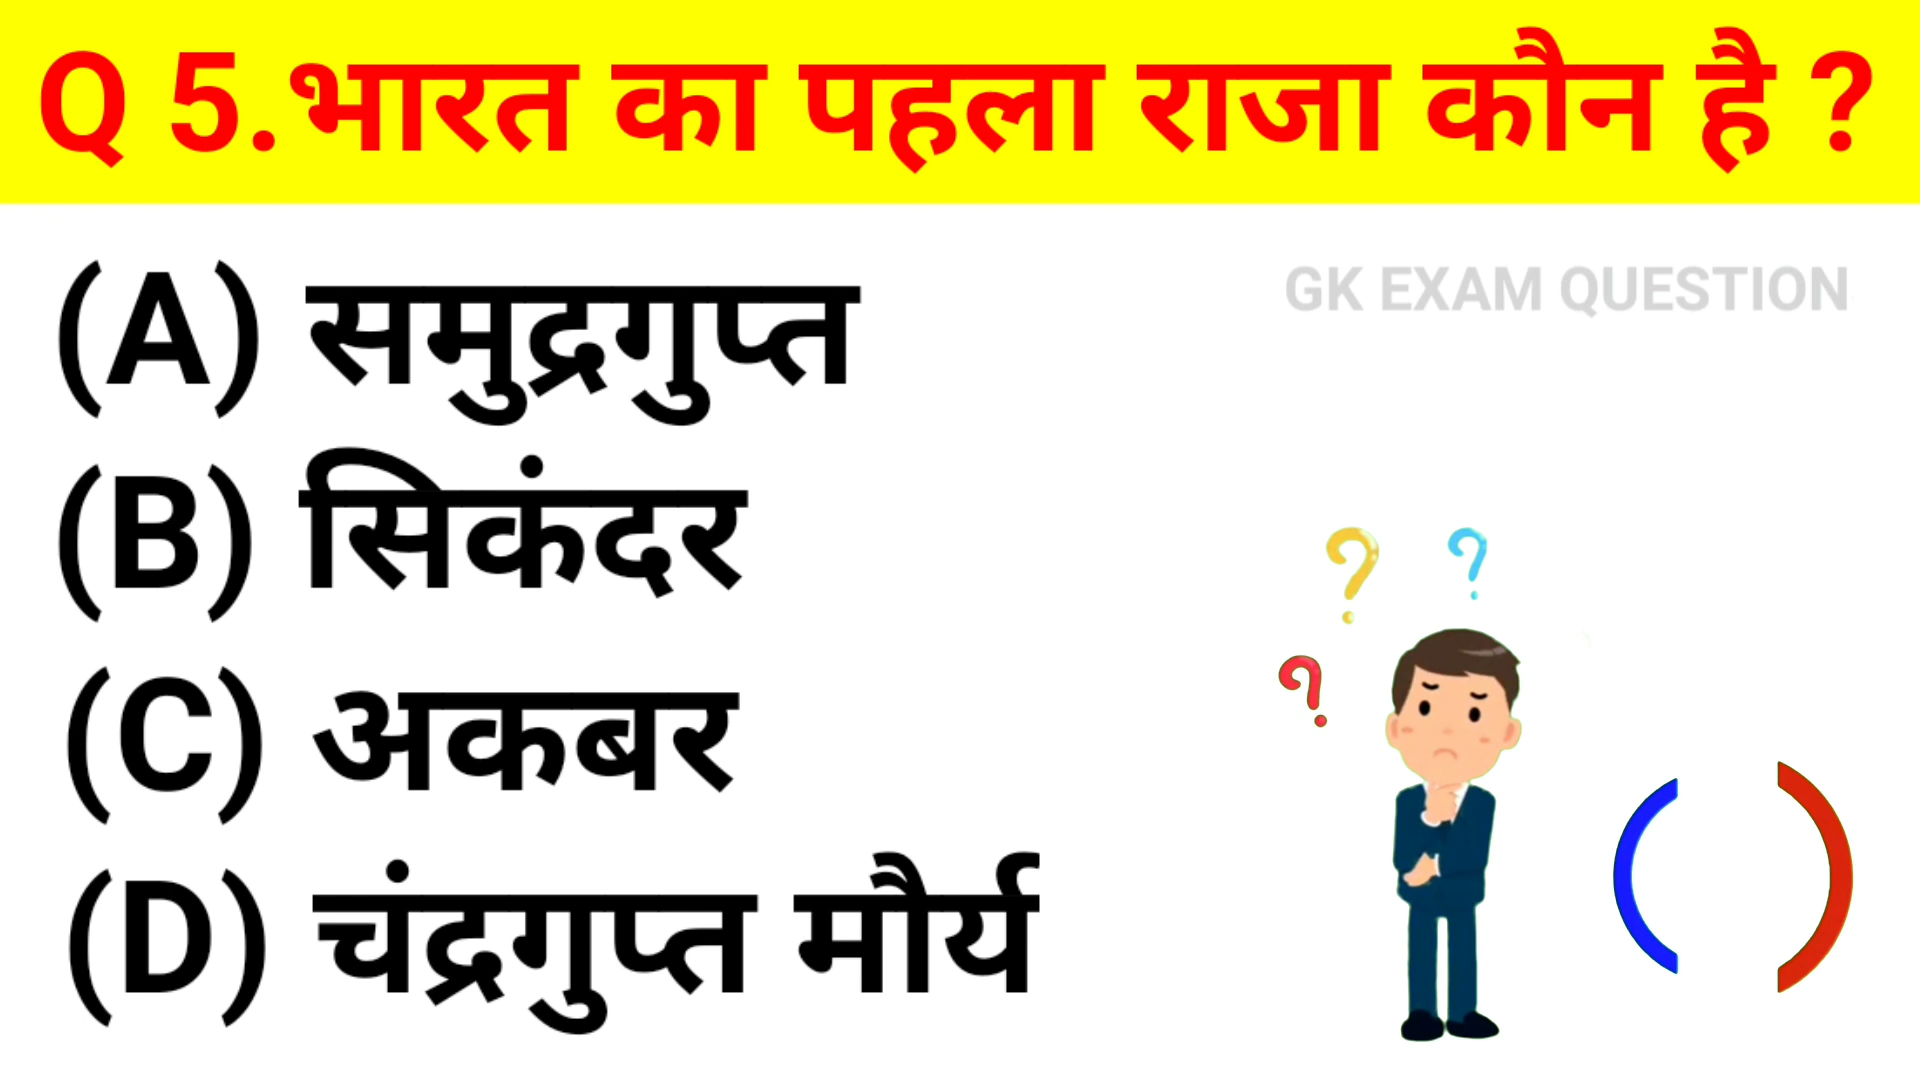 Q 5.भारत का पहला राजा कौन है ?
GK EXAM QUESTION
(A) समुद्रगुप्त
(B) सिकंदर
(C) अकबर
(D) चंद्रगुप्त मौर्य